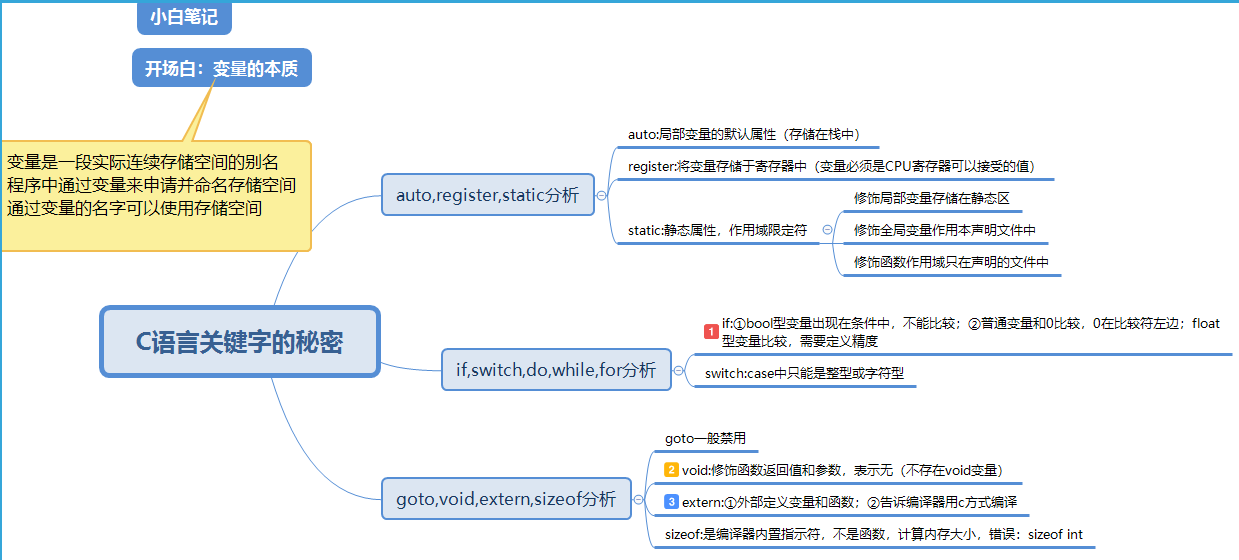 小白笔记
开场白：变量的本质
变量是一段实际连续存储空间的别名
程序中通过变量来申请并命名存储空间
通过变量的名字可以使用存储空间
C语言关键字的秘密
auto,register,static分析
auto:局部变量的默认属性（存储在栈中）
register:将变量存储于寄存器中（变量必须是CPU寄存器可以接受的值）
static:静态属性，作用域限定符
修饰局部变量存储在静态区
修饰全局变量作用本声明文件中
修饰函数作用域只在声明的文件中
if,switch,do,while,for分析
1 if:①bool型变量出现在条件中，不能比较；②普通变量和0比较，0在比较符左边；float
型变量比较，需要定义精度
switch:case中只能是整型或字符型
goto,void,extern,sizeof分析
goto一般禁用
2 void:修饰函数返回值和参数，表示无（不存在void变量）
3 extern:①外部定义变量和函数；②告诉编译器用c方式编译
sizeof:是编译器内置指示符，不是函数，计算内存大小，错误：sizeof int